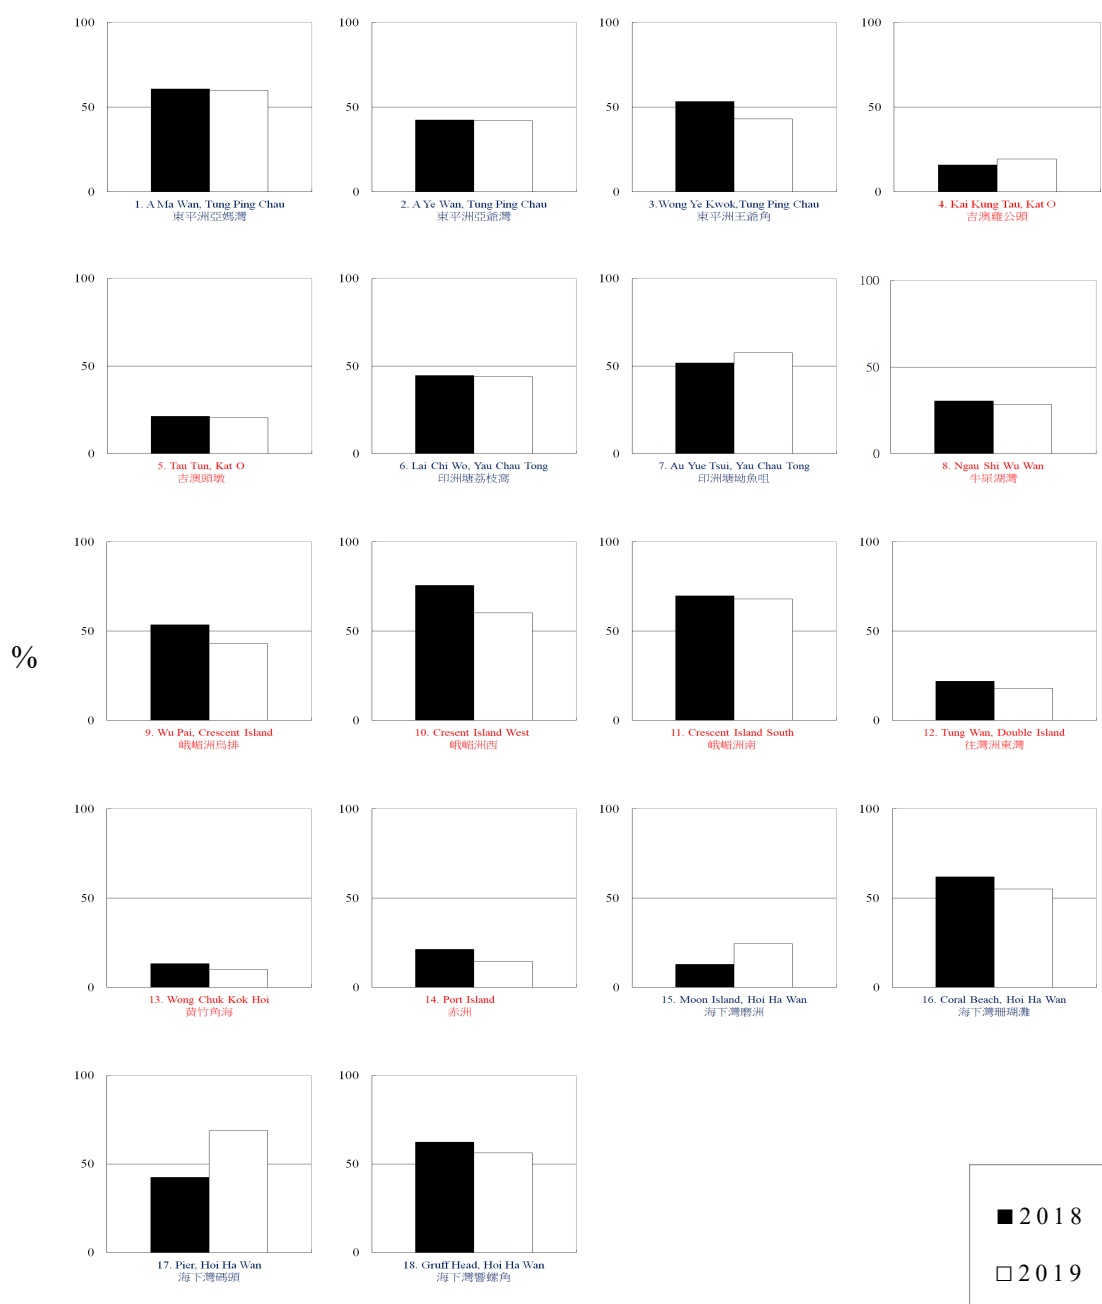 100
50
0
1. A Ma Wan, Tung Ping Chau
東平洲亞媽灣
100
50
0
2. A Ye Wan, Tung Ping Chau
東平洲亞爺灣
100
50
0
3.Wong Ye Kwok,Tung Ping Chau
東平洲王爺角
100
50
0
4. Kai Kung Tau, Kat O
吉澳雞公頭
100
50
0
5. Tau Tun, Kat O
吉澳頭墩
100
50
0
6. Lai Chi Wo, Yau Chau Tong
印洲塘荔枝窩
100
50
0
7. Au Yue Tsui, Yau Chau Tong
印洲塘坳魚咀
100
50
0
8. Ngau Shi Wu Wan
牛屎湖灣
%
100
50
0
9. Wu Pai, Crescent Island
峨嵋洲烏排
100
50
0
10. Cresent Island West
峨嵋洲西
100
50
0
11. Crescent Island South
峨嵋洲南
100
50
0
12. Tung Wan, Double Island
往灣洲東灣
100
50
0
13. Wong Chuk Kok Hoi
黃竹角海
100
50
0
14. Port Island
赤洲
100
50
0
15. Moon Island, Hoi Ha Wan
海下灣磨洲
100
50
0
16. Coral Beach, Hoi Ha Wan
海下灣珊瑚灘
100
50
0
17. Pier, Hoi Ha Wan
海下灣碼頭
100
50
0
18. Gruff Head, Hoi Ha Wan
海下灣響螺角
2018
2019